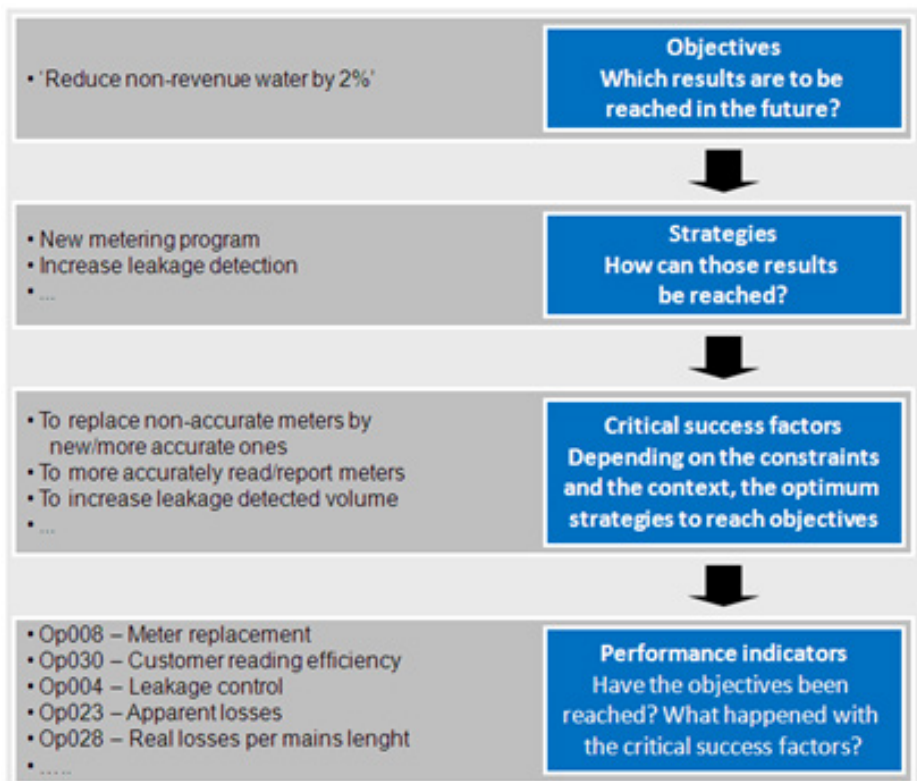 • 'Reduce non-revenue water by 2%'
Objectives
Which results are to be
reached in the future?
• New metering program
• Increase leakage detection
• ...
Strategies
How can those results
be reached?
• To replace non-accurate meters by
new/more accurate ones
• To more accurately read/report meters
• To increase leakage detected volume
• ...
Critical success factors
Depending on the constraints
and the context, the optimum
strategies to reach objectives
• Op008 – Meter replacement
• Op030 – Customer reading efficiency
• Op004 – Leakage control
• Op023 – Apparent losses
• Op028 – Real losses per mains lenght
• .....
Performance indicators
Have the objectives been
reached? What happened with
the critical success factors?